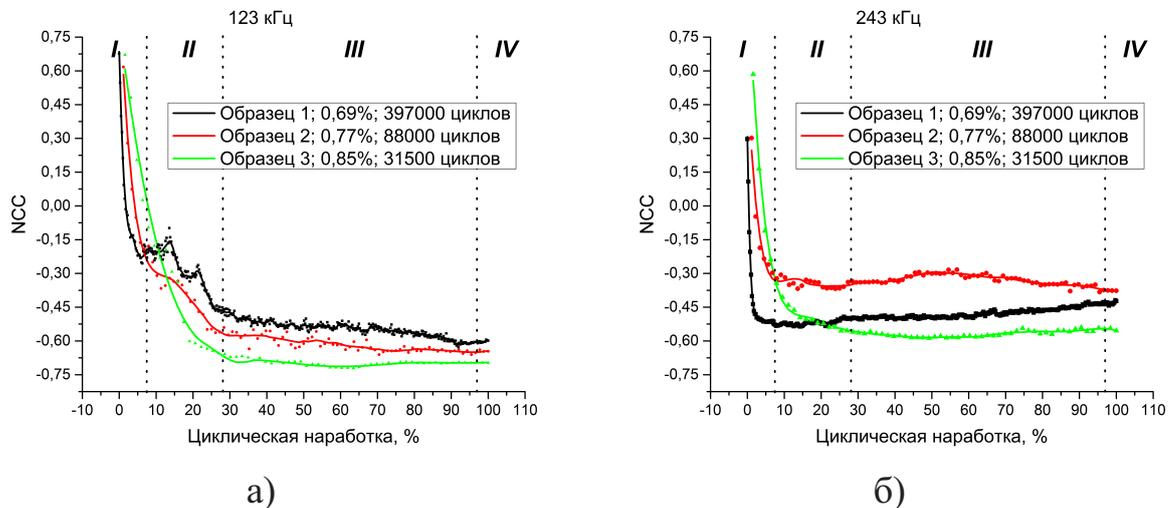 123 кГц
I II III IV
0,75
0,60
0,45
0,30
0,15
0,00
-0,15
-0,30
-0,45
-0,60
-0,75
NCC
Образец 1; 0,69%; 397000 циклов
Образец 2; 0,77%; 88000 циклов
Образец 3; 0,85%; 31500 циклов
-10 0 10 20 30 40 50 60 70 80 90 100 110
Циклическая наработка, %
а)
243 кГц
I II III IV
0,75
0,60
0,45
0,30
0,15
0,00
-0,15
-0,30
-0,45
-0,60
-0,75
NCC
Образец 1; 0,69%; 397000 циклов
Образец 2; 0,77%; 88000 циклов
Образец 3; 0,85%; 31500 циклов
-10 0 10 20 30 40 50 60 70 80 90 100 110
Циклическая наработка, %
б)